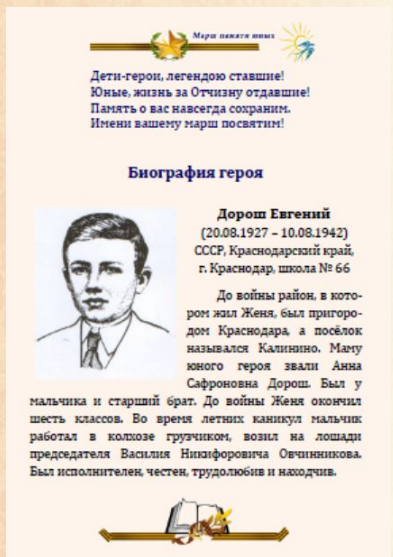 Марш памяти юных
Дети-герои, легендою ставшие!
Юные, жизнь за Отчизну отдавшие!
Память о вас навсегда сохраним.
Имени вашему марш посвятим!
Биография героя
Дорош Евгений
(20.08.1927 – 10.08.1942)
СССР, Краснодарский край,
г. Краснодар, школа № 66
До войны район, в кото-
ром жил Женя, был пригоро-
дом Краснодара, а посёлок
назывался Калинино. Маму
юного героя звали Анна
Сафроновна Дорош. Был у
мальчика и старший брат. До войны Женя окончил
шесть классов. Во время летних каникул мальчик
работал в колхозе грузчиком, возил на лошади
председателя Василия Никифоровича Овчинникова.
Был исполнителен, честен, трудолюбив и находчив.